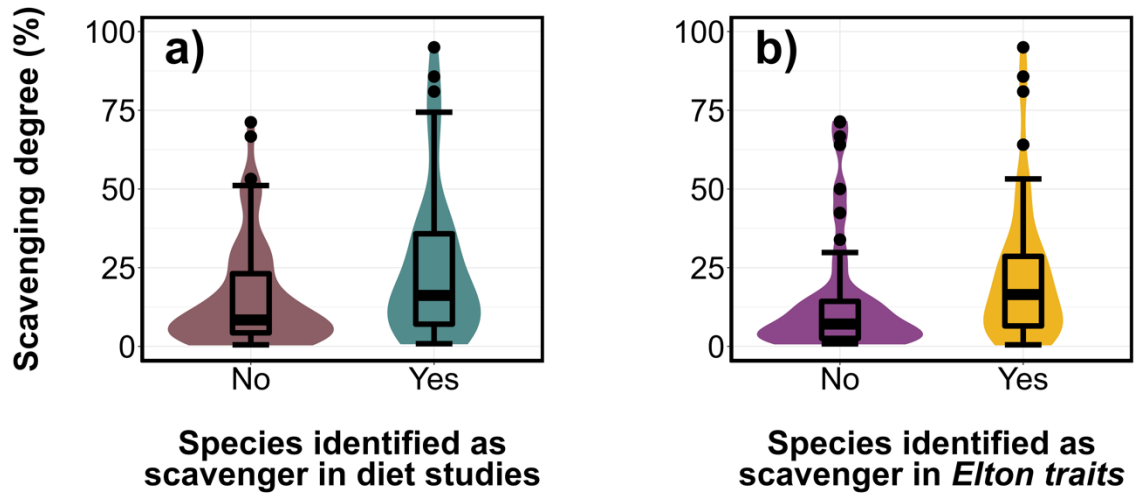 Scavenging degree (%)
a)
100
75
50
25
0
No Yes
Species identified as
scavenger in diet studies
b)
100
75
50
25
0
No Yes
Species identified as
scavenger in Elton traits